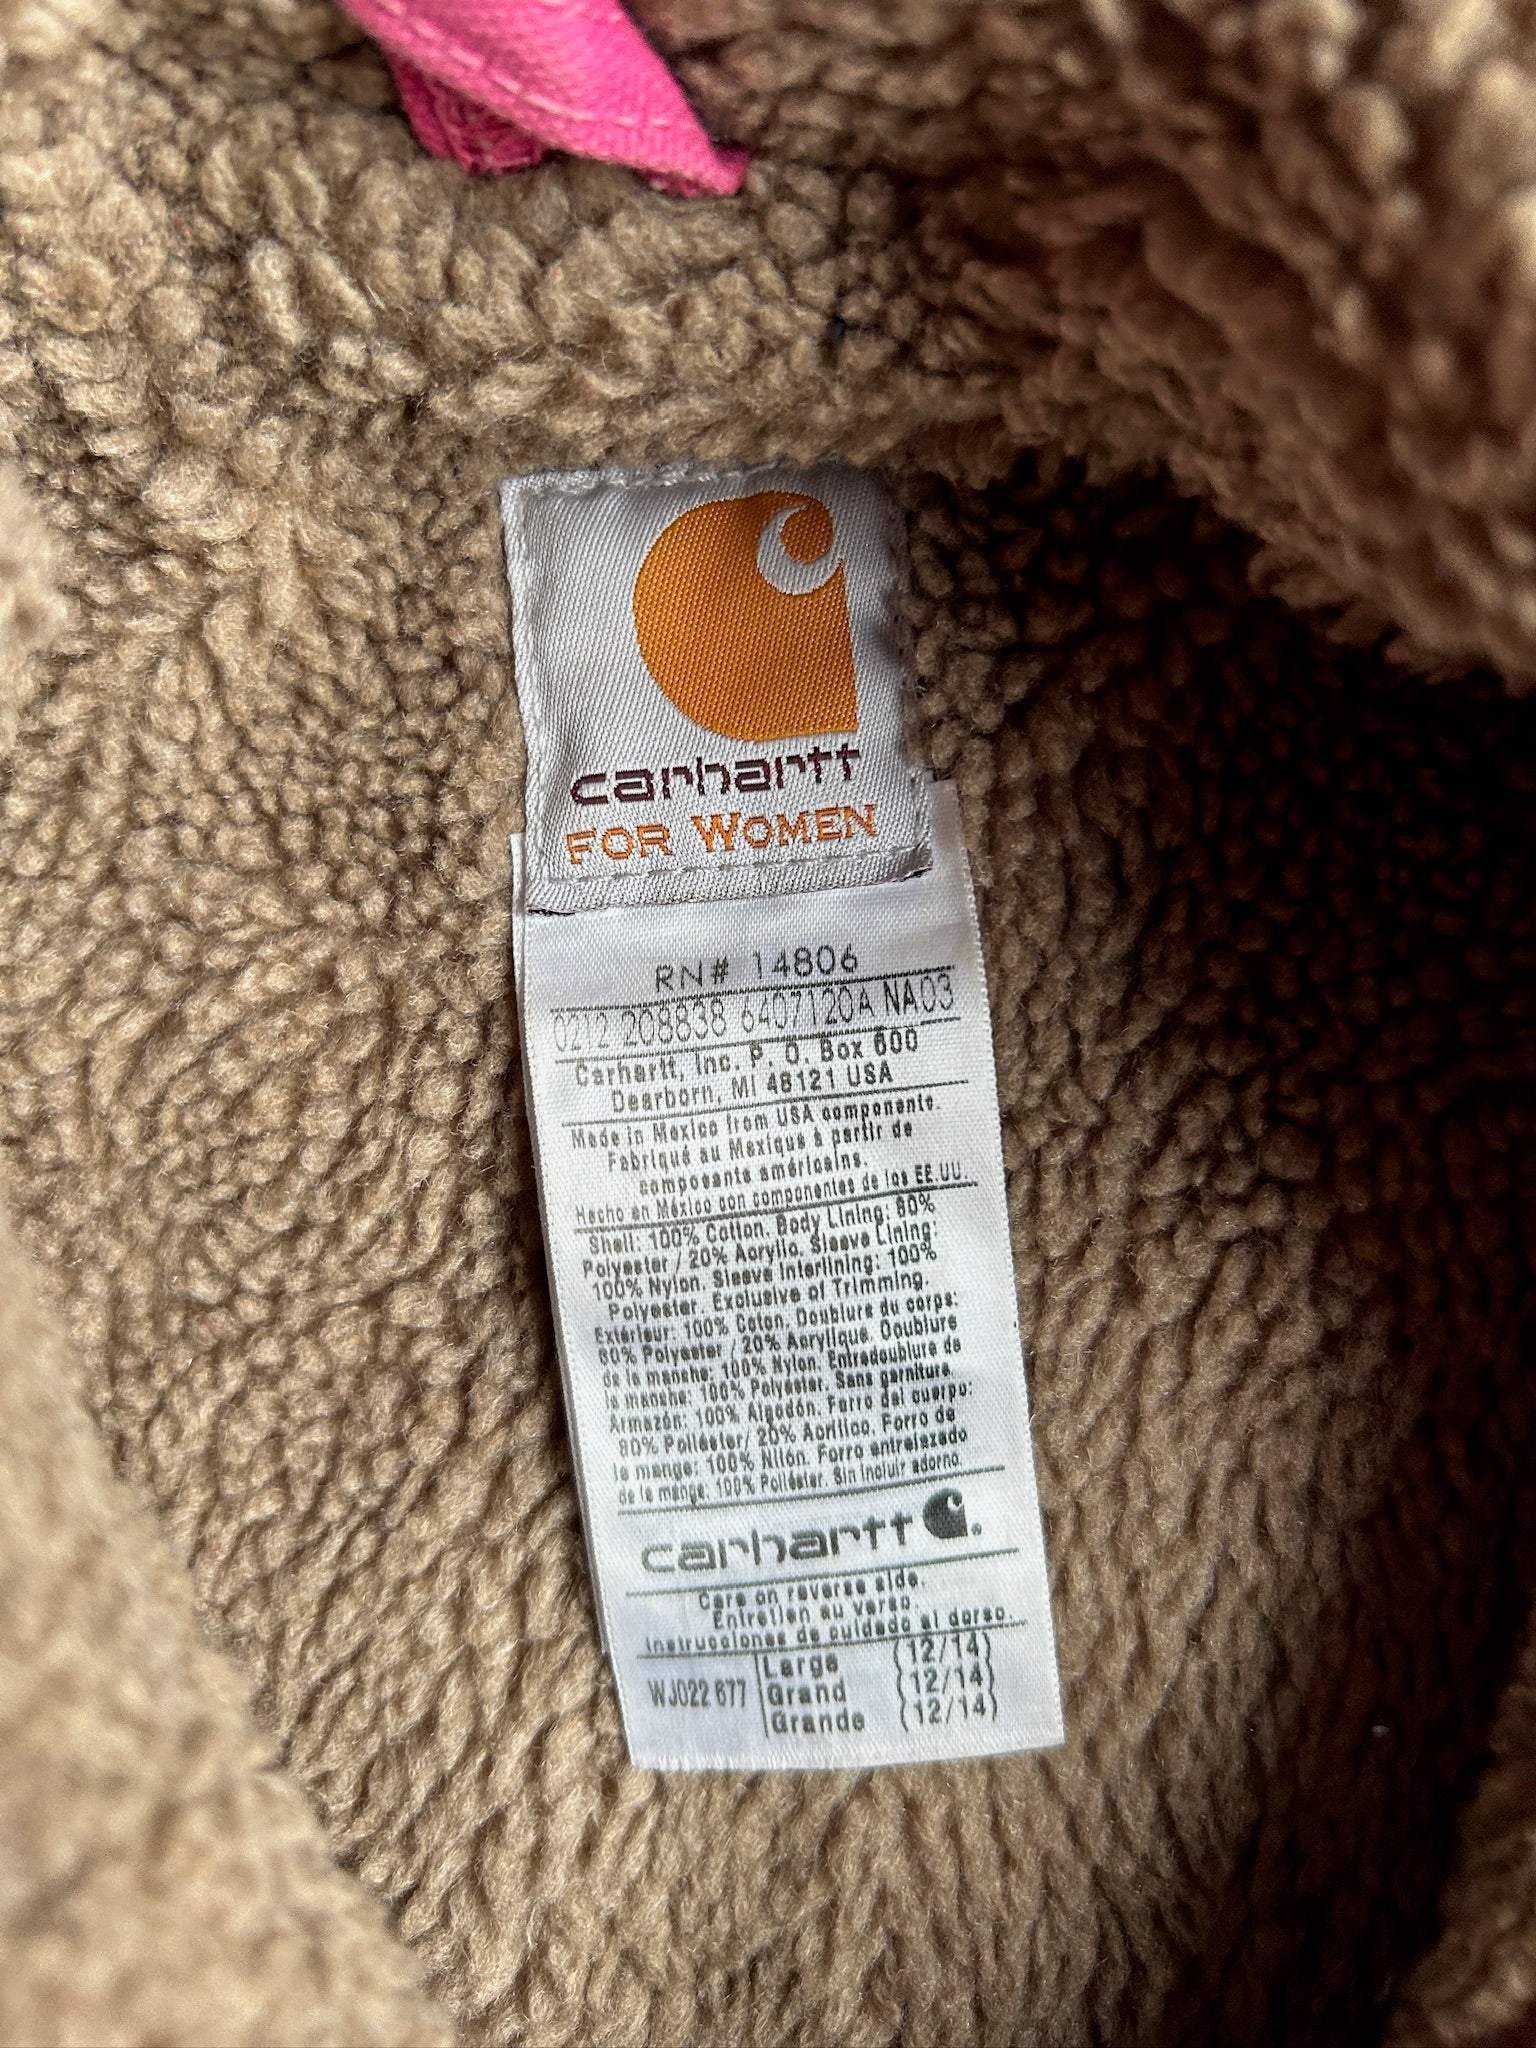 carhartt
FOR WOMEN
RN# 14806
0212 208838 6407120A NA03
Carhartt, Inc. P. O. Box 600
Dearborn, MI 48121 USA
Made in Mexico from USA components.
Fabriqué au Mexique à partir de
composants américains.
Hecho en México con componentes de los EE.UU.
Shell: 100% Cotton. Body Lining: 80%
Polyester / 20% Acrylic. Sleeve Lining:
100% Nylon. Sleeve Interlining: 100%
Polyester. Exclusive of Trimming.
Extérieur: 100% Coton. Doublure du corps:
80% Polyester / 20% Acrylique. Doublure
de la manche: 100% Nylon. Entredoublure de
la manche: 100% Polyester. Sans garniture.
Armazón: 100% Algodón. Forro del cuerpo:
80% Poliéster/ 20% Acrílico. Forro de
la manga: 100% Nilón. Forro entrelazado
de la manga: 100% Poliéster. Sin incluir adorno.
carhartt
Care on reverse side.
Entretien au verso.
Instrucciones de cuidado al dorso.
WJ022 677
Large (12/14)
Grand (12/14)
Grande (12/14)